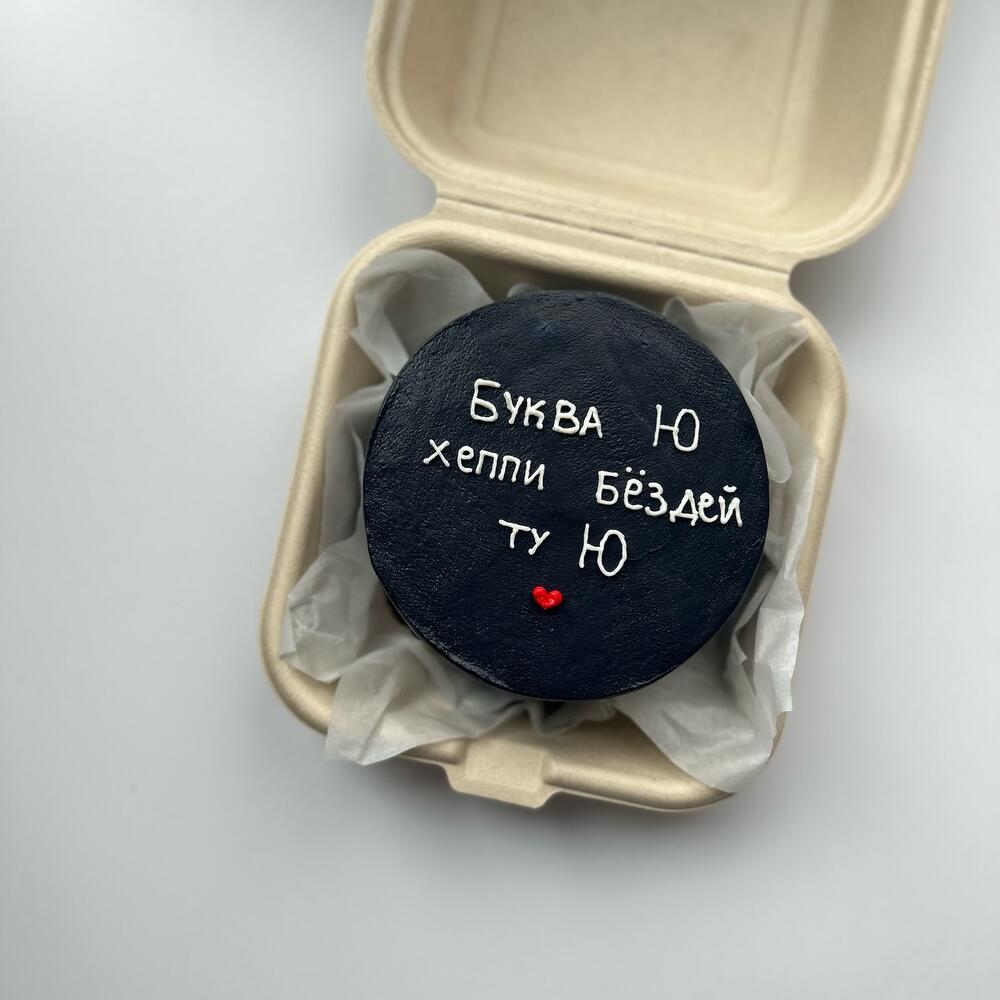 Буква Ю
хеппи бёздей
ту Ю